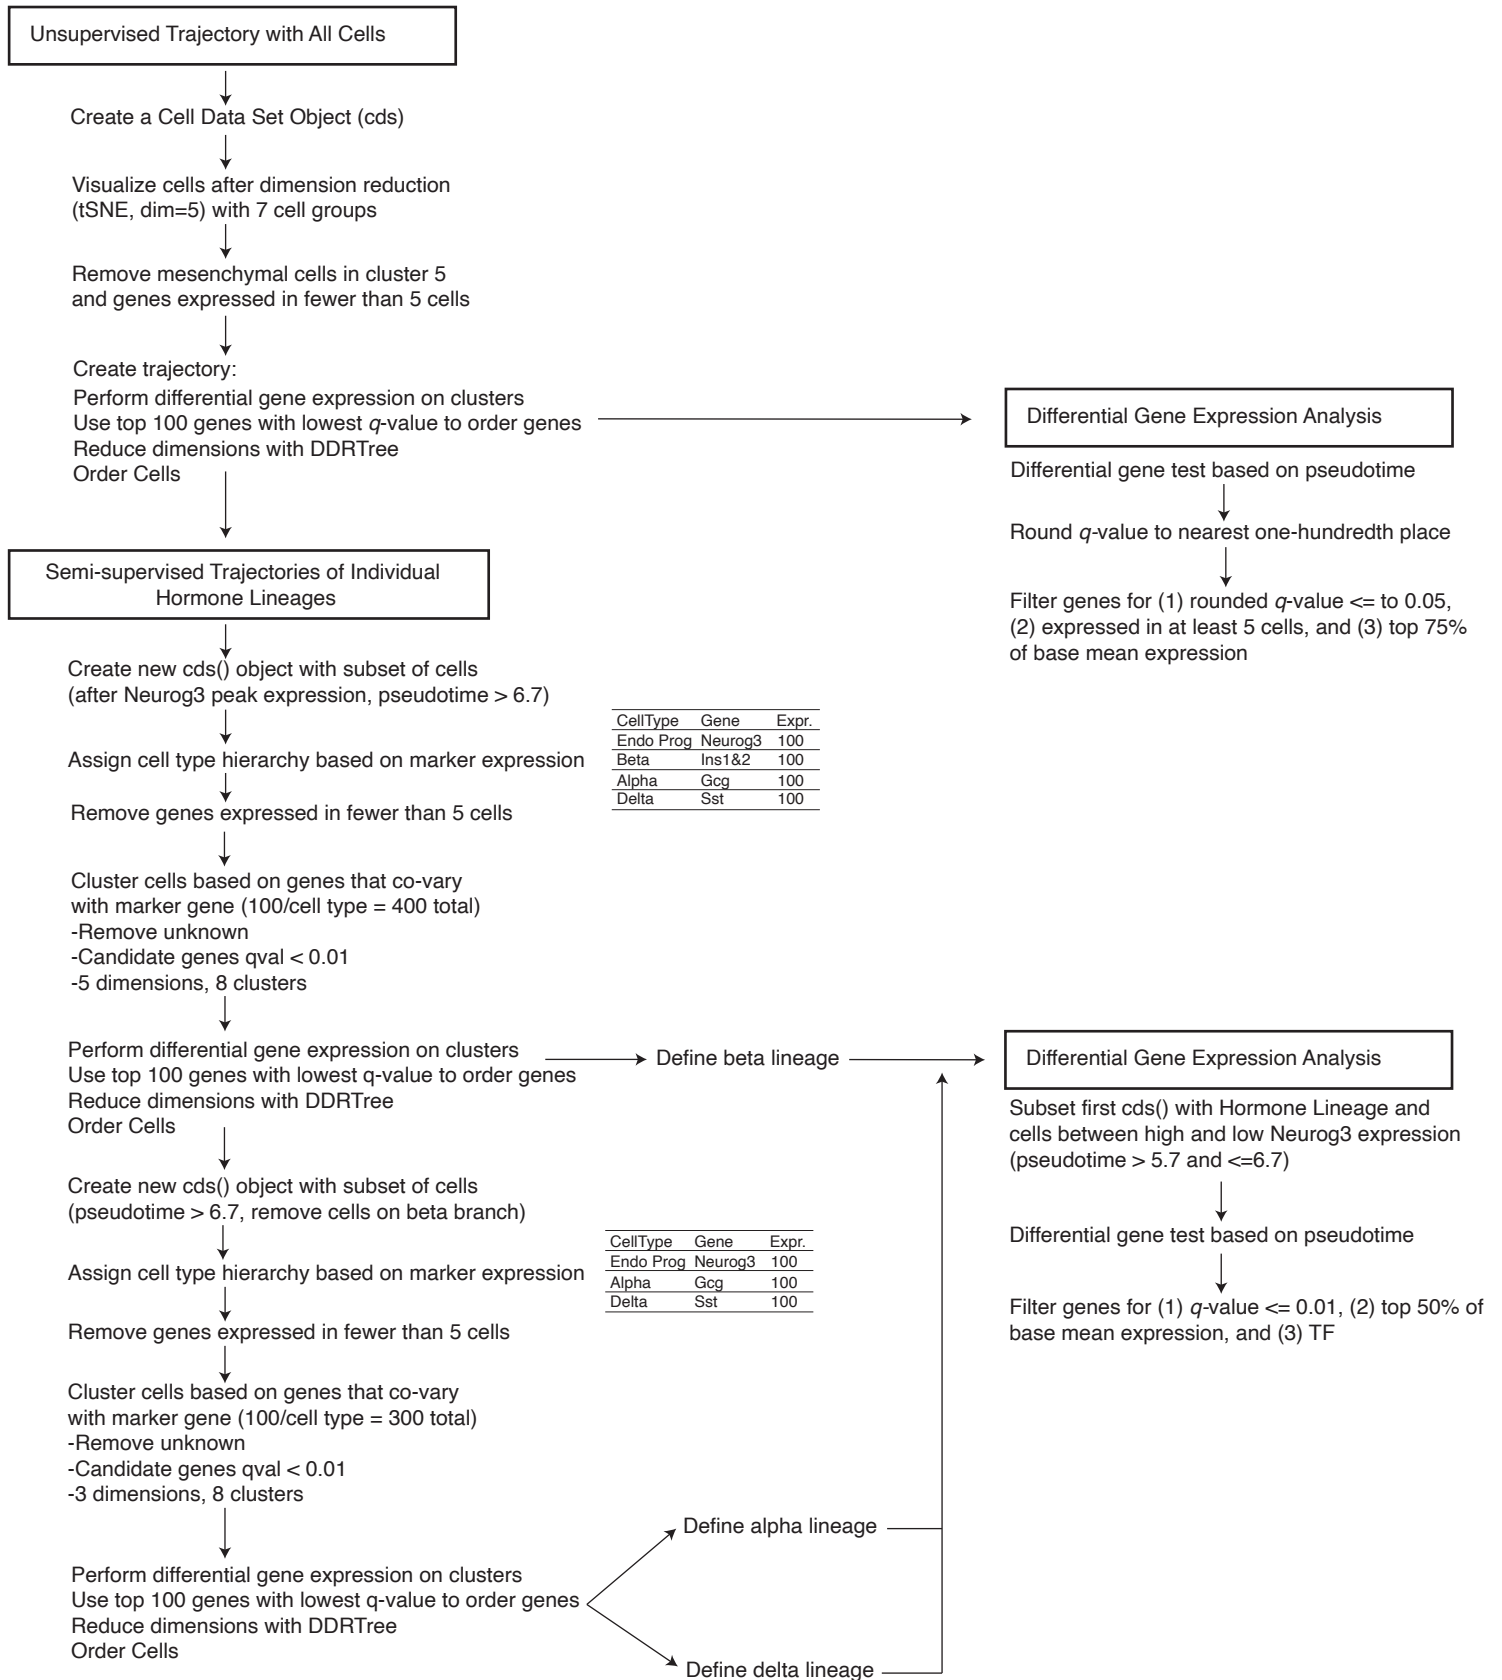 Unsupervised Trajectory with All Cells
Create a Cell Data Set Object (cds)
Visualize cells after dimension reduction
(tSNE, dim=5) with 7 cell groups
Remove mesenchymal cells in cluster 5
and genes expressed in fewer than 5 cells
Create trajectory:
Perform differential gene expression on clusters
Use top 100 genes with lowest q-value to order genes
Reduce dimensions with DDRTree
Order Cells
Differential Gene Expression Analysis
Differential gene test based on pseudotime
Round q-value to nearest one-hundredth place
Filter genes for (1) rounded q-value <= to 0.05,
(2) expressed in at least 5 cells, and (3) top 75%
of base mean expression
Semi-supervised Trajectories of Individual
Hormone Lineages
Create new cds() object with subset of cells
(after Neurog3 peak expression, pseudotime > 6.7)
Assign cell type hierarchy based on marker expression
CellType Gene Expr.
Endo Prog Neurog3 100
Beta Ins1&2 100
Alpha Gcg 100
Delta Sst 100
Remove genes expressed in fewer than 5 cells
Cluster cells based on genes that co-vary
with marker gene (100/cell type = 400 total)
-Remove unknown
-Candidate genes qval < 0.01
-5 dimensions, 8 clusters
Perform differential gene expression on clusters
Use top 100 genes with lowest q-value to order genes
Reduce dimensions with DDRTree
Order Cells
Define beta lineage
Differential Gene Expression Analysis
Subset first cds() with Hormone Lineage and
cells between high and low Neurog3 expression
(pseudotime > 5.7 and <=6.7)
Differential gene test based on pseudotime
Filter genes for (1) q-value <= 0.01, (2) top 50% of
base mean expression, and (3) TF
Create new cds() object with subset of cells
(pseudotime > 6.7, remove cells on beta branch)
Assign cell type hierarchy based on marker expression
CellType Gene Expr.
Endo Prog Neurog3 100
Alpha Gcg 100
Delta Sst 100
Remove genes expressed in fewer than 5 cells
Cluster cells based on genes that co-vary
with marker gene (100/cell type = 300 total)
-Remove unknown
-Candidate genes qval < 0.01
-3 dimensions, 8 clusters
Perform differential gene expression on clusters
Use top 100 genes with lowest q-value to order genes
Reduce dimensions with DDRTree
Order Cells
Define alpha lineage
Define delta lineage